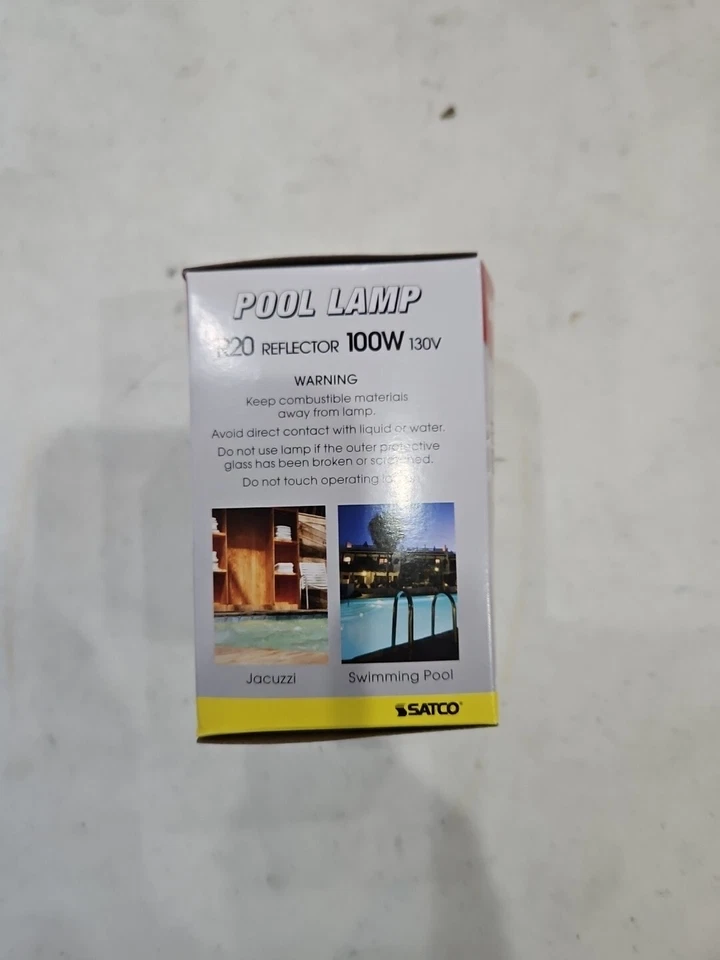 POOL LAMP
R20 REFLECTOR 100W 130V
WARNING
Keep combustible materials
away from lamp.
Avoid direct contact with liquid or water.
Do not use lamp if the outer protective
glass has been broken or scratched.
Do not touch operating
Jacuzzi
Swimming Pool
SATCO